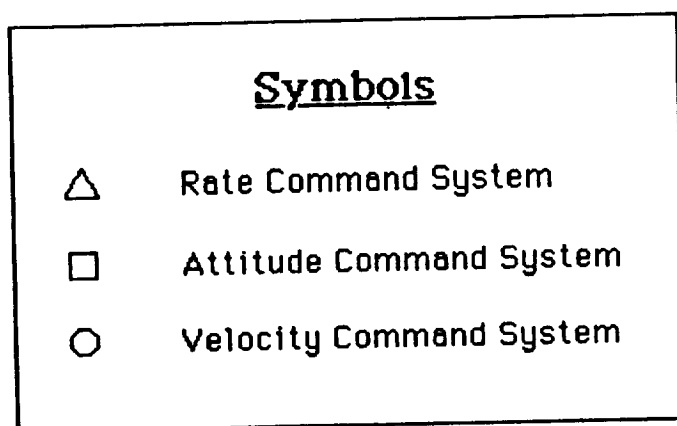 Symbols
Rate Command System
Attitude Command System
Velocity Command System